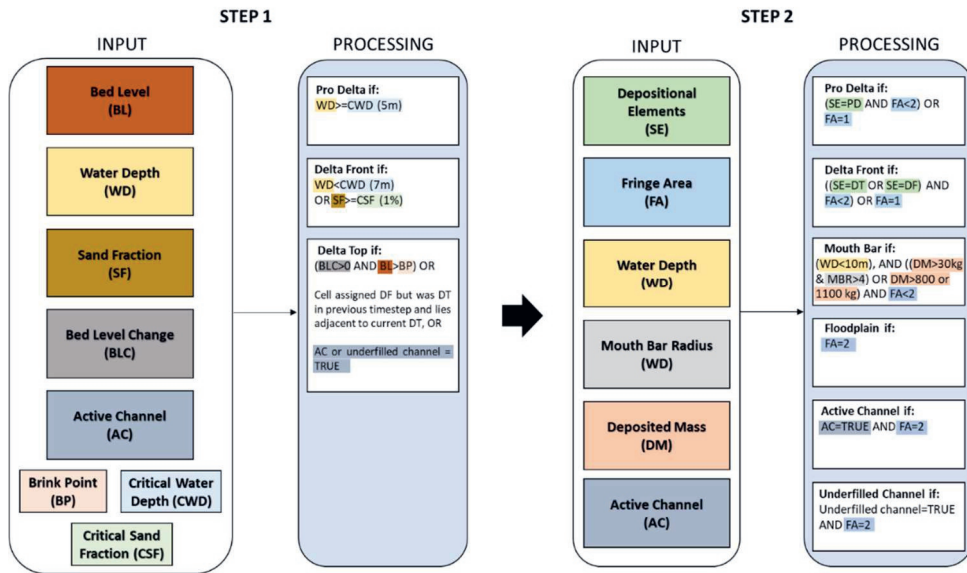 STEP 1
INPUT
Bed Level
(BL)
Water Depth
(WD)
Sand Fraction
(SF)
Bed Level Change
(BLC)
Active Channel
(AC)
Brink Point
(BP)
Critical Water
Depth (CWD)
Critical Sand
Fraction (CSF)
PROCESSING
Pro Delta if:
WD>=CWD (5m)
Delta Front if:
WD<CWD (7m)
OR SF>=CSF (1%)
Delta Top if:
(BLC>0 AND BL>BP) OR
Cell assigned DF but was DT
in previous timestep and lies
adjacent to current DT, OR
AC or underfilled channel =
TRUE
STEP 2
INPUT
Depositional
Elements
(SE)
Fringe Area
(FA)
Water Depth
(WD)
Mouth Bar Radius
(WD)
Deposited Mass
(DM)
Active Channel
(AC)
PROCESSING
Pro Delta if:
(SE=PD AND FA<2) OR
FA=1
Delta Front if:
((SE=DT OR SE=DF) AND
FA<2) OR FA=1
Mouth Bar if:
(WD<10m), AND ((DM>30kg
& MBR>4) OR DM>800 or
1100 kg) AND FA<2
Floodplain if:
FA=2
Active Channel if:
AC=TRUE AND FA=2
Underfilled Channel if:
Underfilled channel=TRUE
AND FA=2